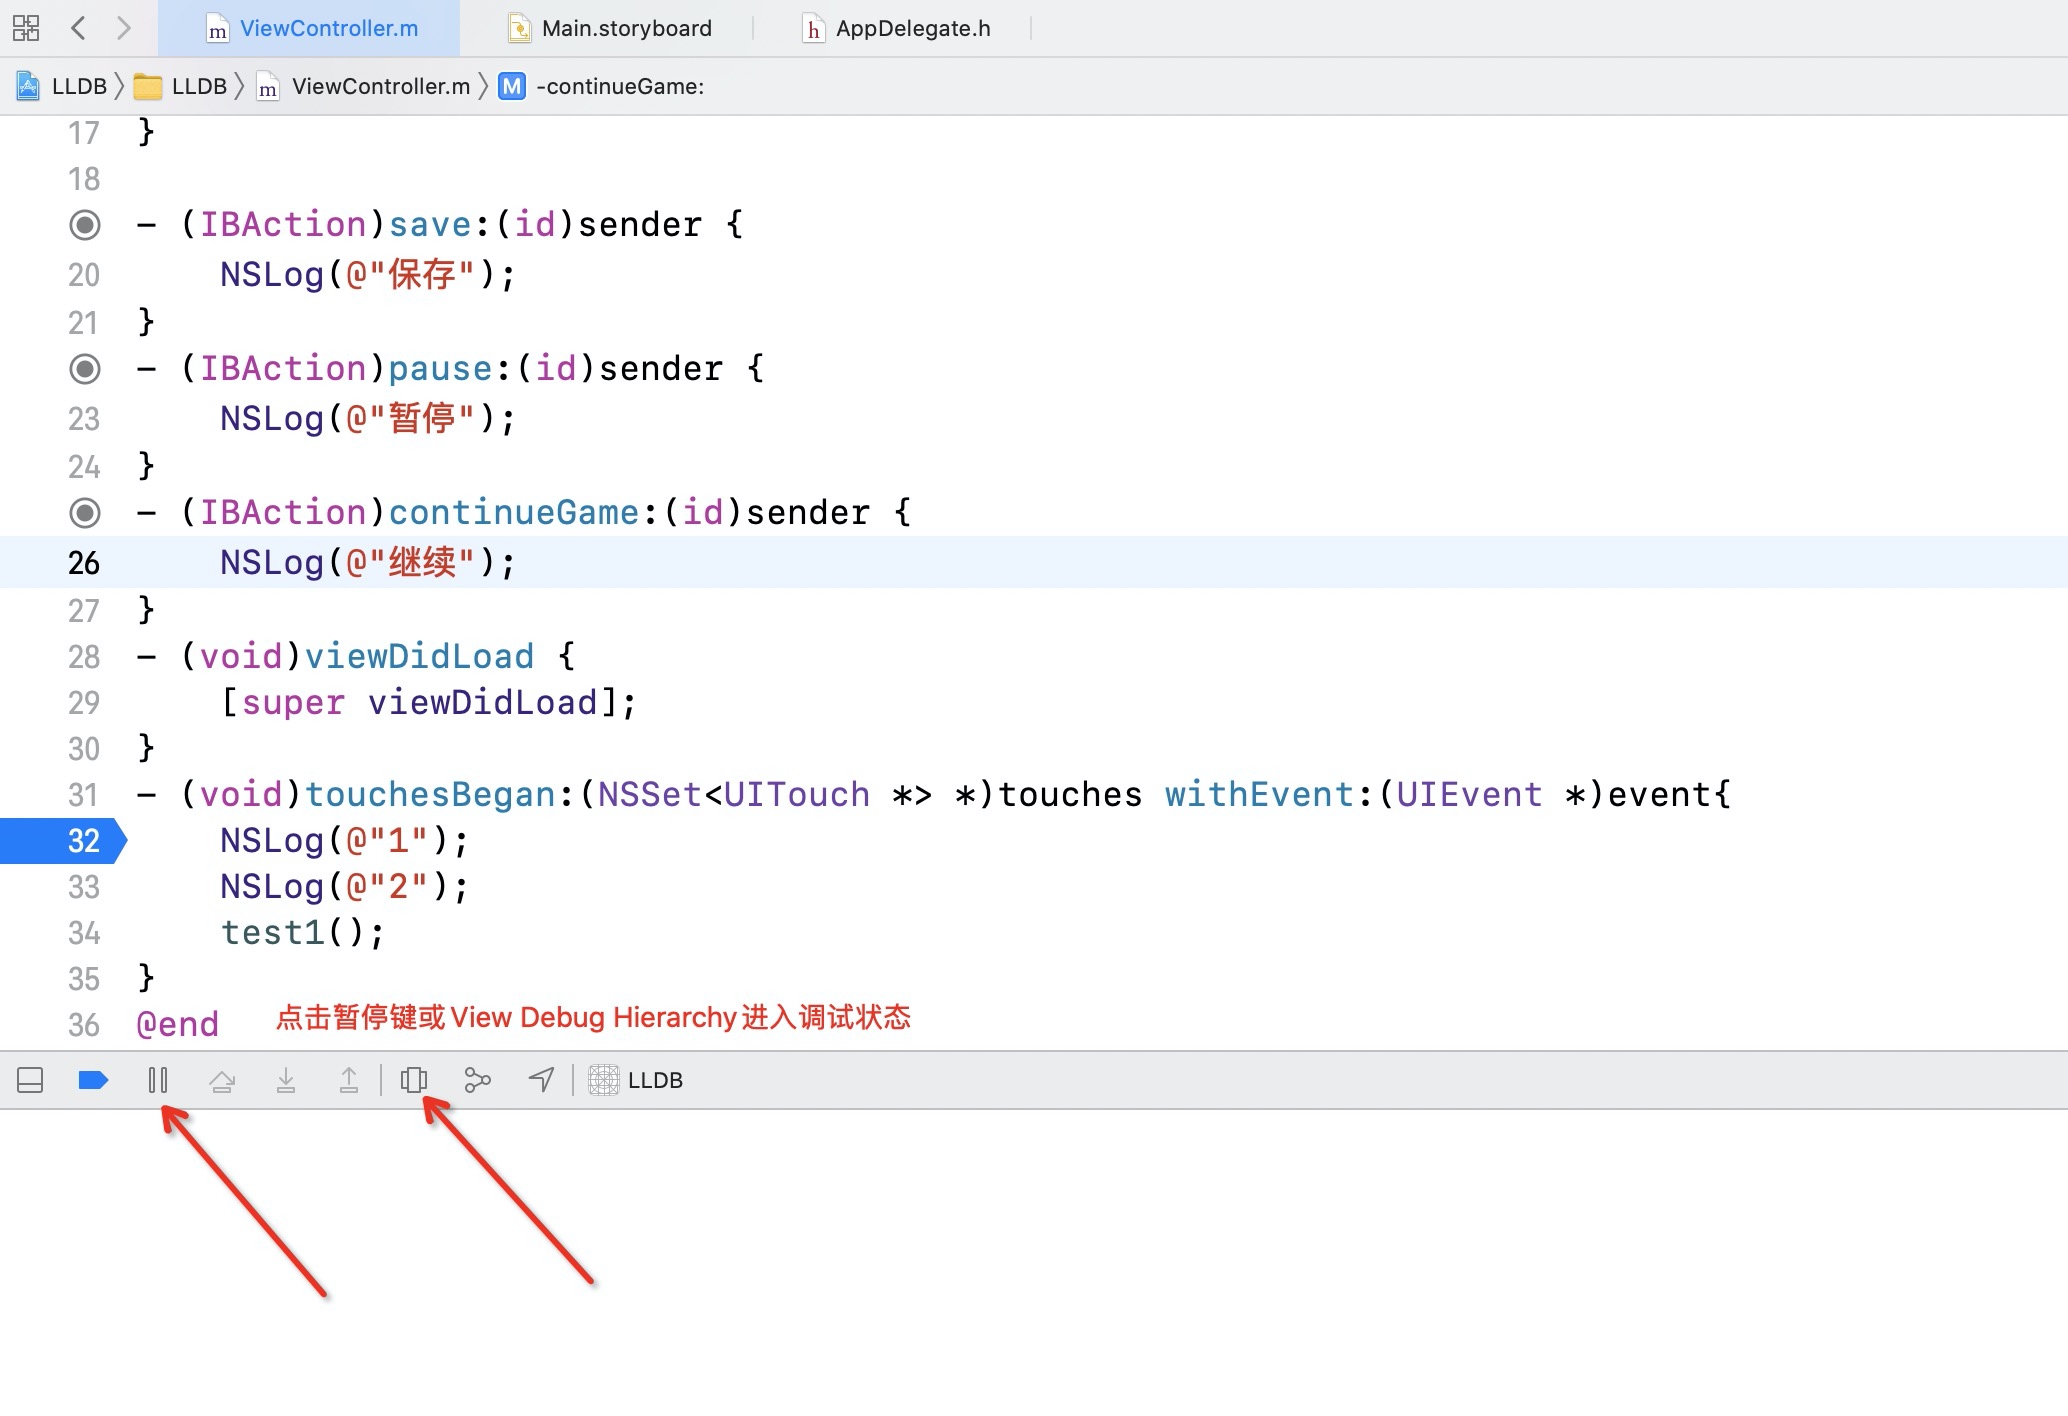 ViewController.m Main.storyboard AppDelegate.h
LLDB LLDB ViewController.m M -continueGame:
17 }
18
- (IBAction)save:(id)sender {
20 NSLog(@"保存");
21 }
- (IBAction)pause:(id)sender {
23 NSLog(@"暂停");
24 }
- (IBAction)continueGame:(id)sender {
26 NSLog(@"继续");
27 }
28 - (void)viewDidLoad {
29 [super viewDidLoad];
30 }
31 - (void)touchesBegan:(NSSet<UITouch *> *)touches withEvent:(UIEvent *)event{
32 NSLog(@"1");
33 NSLog(@"2");
34 test1();
35 }
36 @end 点击暂停键或View Debug Hierarchy进入调试状态
LLDB